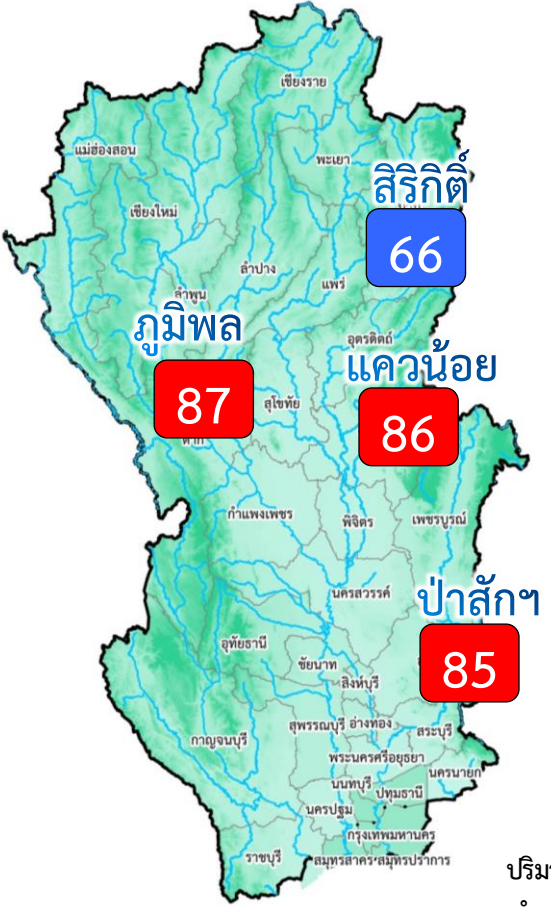 เชียงราย
แม่ฮ่องสอน
พะเยา
สิริกิติ์
เชียงใหม่
66
ลำปาง
แพร่
ลำพูน
ภูมิพล
อุตรดิตถ์
แควน้อย
87
สุโขทัย
86
ตาก
กำแพงเพชร
พิจิตร
เพชรบูรณ์
นครสวรรค์
ป่าสักฯ
อุทัยธานี
ชัยนาท
85
สิงห์บุรี
สุพรรณบุรี อ่างทอง
สระบุรี
กาญจนบุรี
พระนครศรีอยุธยา
นครนายก
นนทบุรี
ปทุมธานี
นครปฐม
กรุงเทพมหานคร
ราชบุรี
สมุทรสาคร สมุทรปราการ